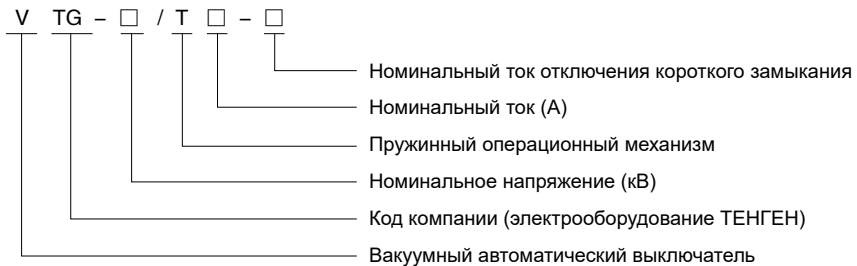 V TG – □ / T □ – □
Номинальный ток отключения короткого замыкания
Номинальный ток (А)
Пружинный операционный механизм
Номинальное напряжение (кВ)
Код компании (электрооборудование ТЕНГЕН)
Вакуумный автоматический выключатель